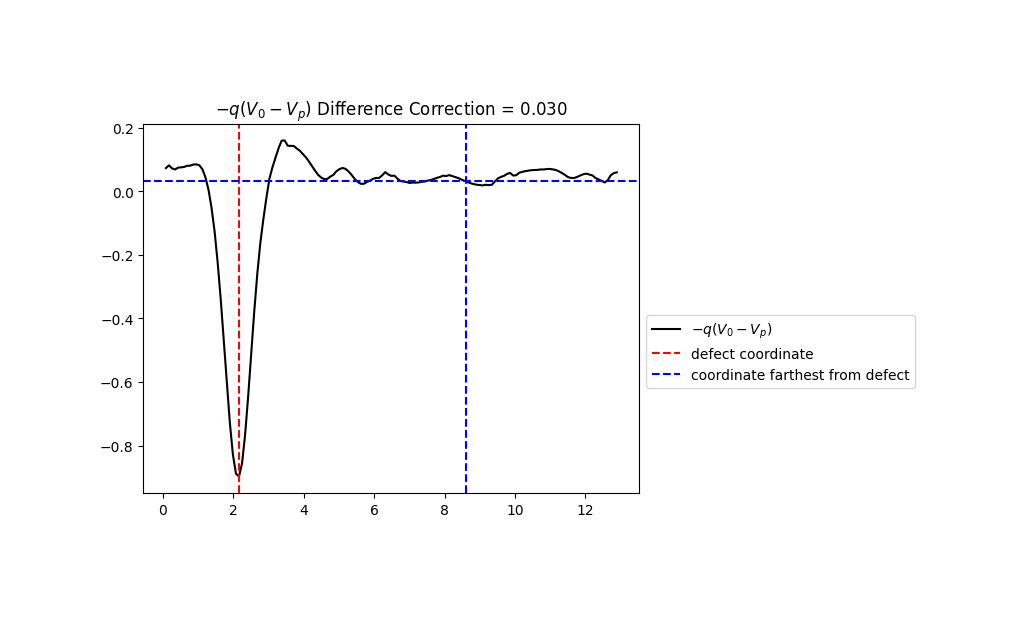 −q(V₀ − Vₚ) Difference Correction = 0.030
0.2
0.0
−0.2
−0.4
−0.6
−0.8
0 2 4 6 8 10 12
−q(V₀ − Vₚ)
defect coordinate
coordinate farthest from defect